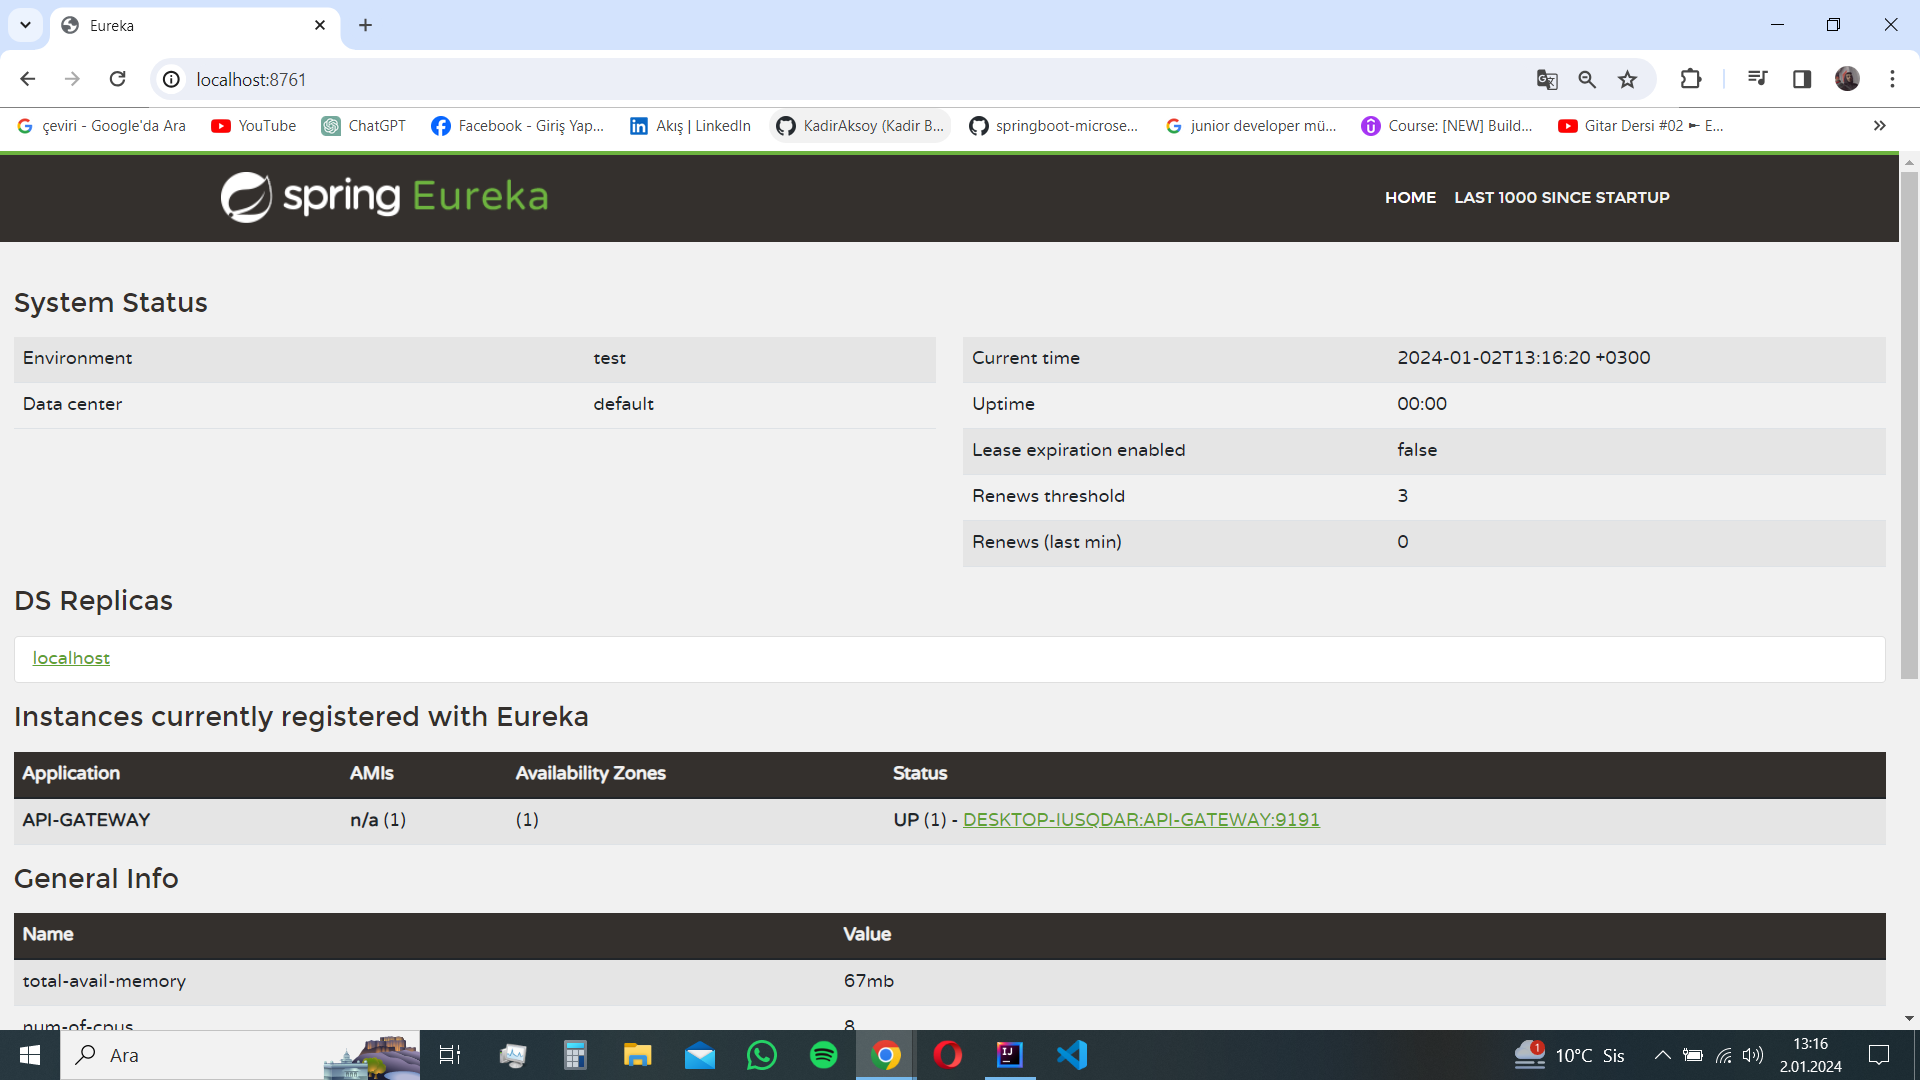 Eureka
localhost:8761
çeviri - Google'da Ara
YouTube
ChatGPT
Facebook - Giriş Yap...
Akış | LinkedIn
KadirAksoy (Kadir B...
springboot-microse...
junior developer mü...
Course: [NEW] Build...
Gitar Dersi #02 ► E...
spring Eureka
HOME LAST 1000 SINCE STARTUP
System Status
Environment test
Data center default
Current time 2024-01-02T13:16:20 +0300
Uptime 00:00
Lease expiration enabled false
Renews threshold 3
Renews (last min) 0
DS Replicas
localhost
Instances currently registered with Eureka
Application AMIs Availability Zones Status
API-GATEWAY n/a (1) (1) UP (1) - DESKTOP-IUSQDAR:API-GATEWAY:9191
General Info
Name Value
total-avail-memory 67mb
num-of-cpus 8
Ara
1
10°C Sis
13:16
2.01.2024